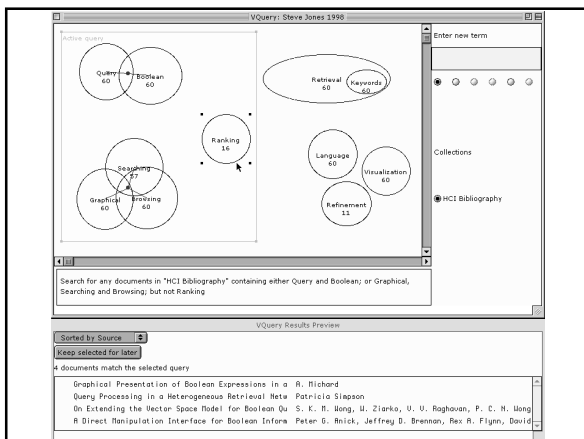 VQuery: Steve Jones 1998
Active query
Query
60
Boolean
60
Retrieval
60
Keywords
60
Ranking
16
Searching
57
Graphical
60
Browsing
60
Language
60
Visualization
60
Refinement
11
Enter new term
Collections
HCI Bibliography
Search for any documents in "HCI Bibliography" containing either Query and Boolean; or Graphical,
Searching and Browsing; but not Ranking
VQuery Results Preview
Sorted by Source
Keep selected for later
4 documents match the selected query
Graphical Presentation of Boolean Expressions in a A. Michard
Query Processing in a Heterogeneous Retrieval Netw Patricia Simpson
On Extending the Vector Space Model for Boolean Qu S. K. M. Wong, W. Ziarko, V. V. Raghavan, P. C. N. Wong
A Direct Manipulation Interface for Boolean Inform Peter G. Anick, Jeffrey D. Brennan, Rex A. Flynn, David